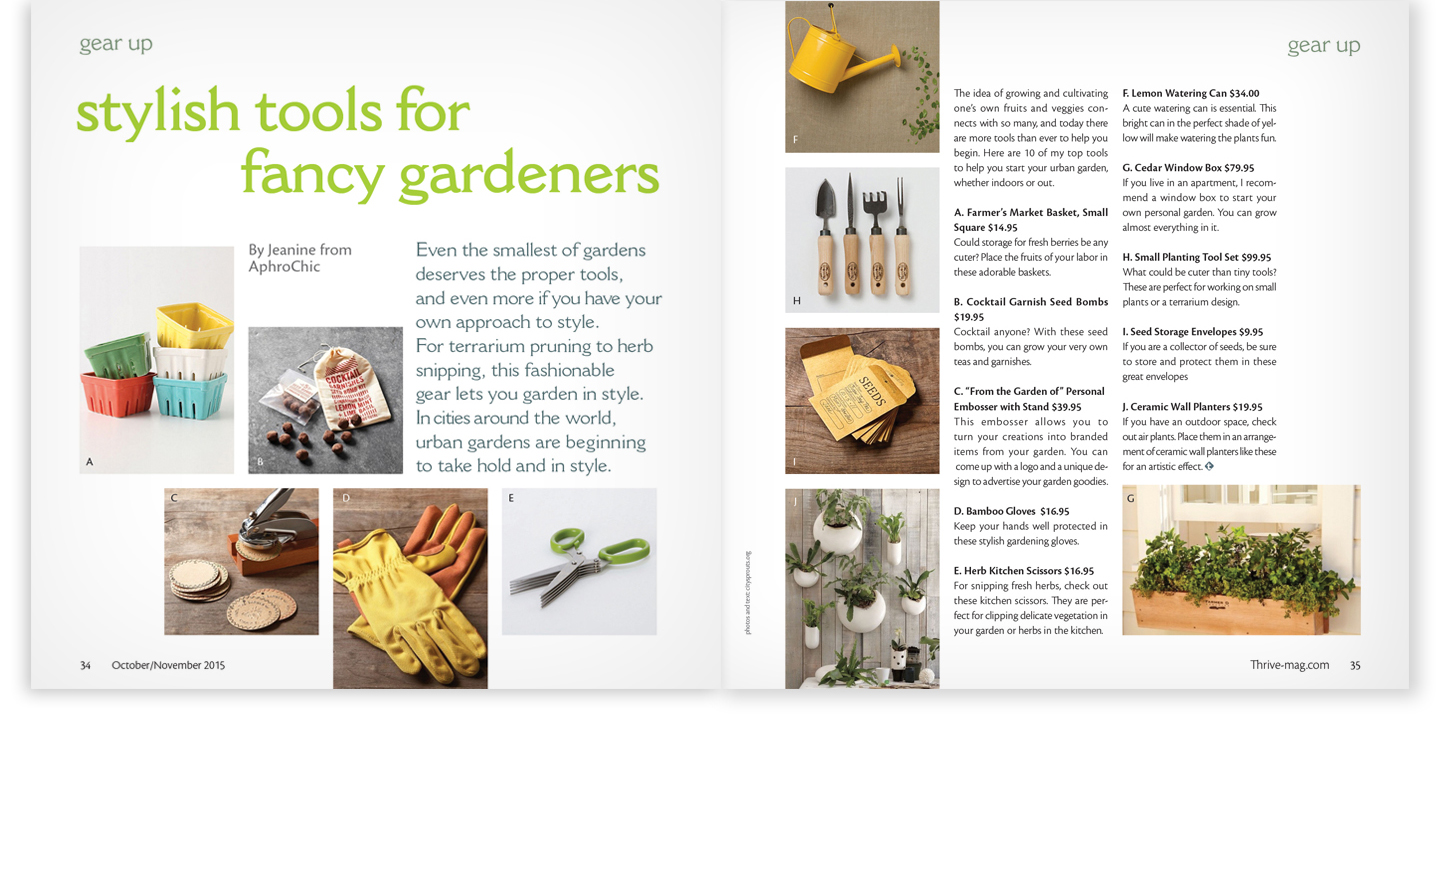 gear up
stylish tools for
fancy gardeners
By Jeanine from
AphroChic
Even the smallest of gardens
deserves the proper tools,
and even more if you have your
own approach to style.
For terrarium pruning to herb
snipping, this fashionable
gear lets you garden in style.
In cities around the world,
urban gardens are beginning
to take hold and in style.
A
B
COCKTAIL
GARNISHES
LEMON MINT
C
D
E
34 October/November 2015
gear up
F
H
SEEDS
I
J
photos and text: citysprouts.org
The idea of growing and cultivating
one's own fruits and veggies con-
nects with so many, and today there
are more tools than ever to help you
begin. Here are 10 of my top tools
to help you start your urban garden,
whether indoors or out.
A. Farmer's Market Basket, Small
Square $14.95
Could storage for fresh berries be any
cuter? Place the fruits of your labor in
these adorable baskets.
B. Cocktail Garnish Seed Bombs
$19.95
Cocktail anyone? With these seed
bombs, you can grow your very own
teas and garnishes.
C. "From the Garden of" Personal
Embosser with Stand $39.95
This embosser allows you to
turn your creations into branded
items from your garden. You can
come up with a logo and a unique de-
sign to advertise your garden goodies.
D. Bamboo Gloves $16.95
Keep your hands well protected in
these stylish gardening gloves.
E. Herb Kitchen Scissors $16.95
For snipping fresh herbs, check out
these kitchen scissors. They are per-
fect for clipping delicate vegetation in
your garden or herbs in the kitchen.
F. Lemon Watering Can $34.00
A cute watering can is essential. This
bright can in the perfect shade of yel-
low will make watering the plants fun.
G. Cedar Window Box $79.95
If you live in an apartment, I recom-
mend a window box to start your
own personal garden. You can grow
almost everything in it.
H. Small Planting Tool Set $99.95
What could be cuter than tiny tools?
These are perfect for working on small
plants or a terrarium design.
I. Seed Storage Envelopes $9.95
If you are a collector of seeds, be sure
to store and protect them in these
great envelopes
J. Ceramic Wall Planters $19.95
If you have an outdoor space, check
out air plants. Place them in an arrange-
ment of ceramic wall planters like these
for an artistic effect.
G
Thrive-mag.com 35